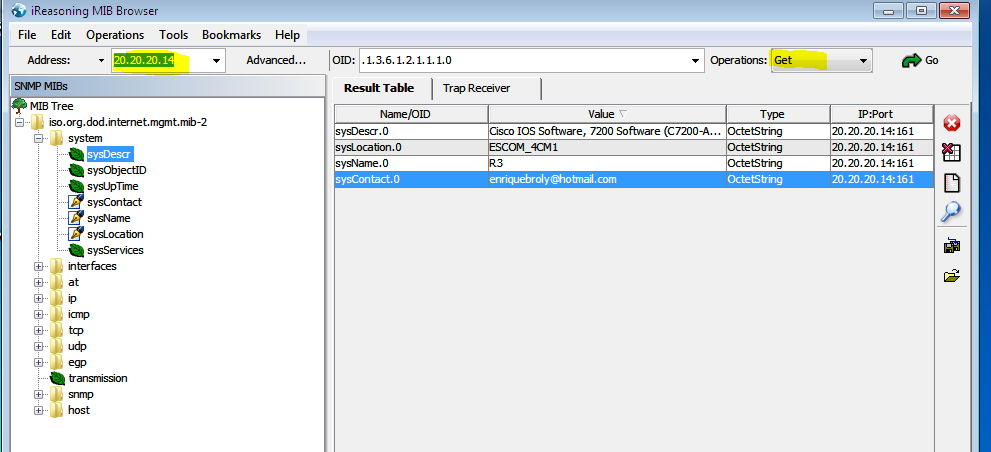 iReasoning MIB Browser
File Edit Operations Tools Bookmarks Help
Address: 20.20.20.14 Advanced... OID: .1.3.6.1.2.1.1.1.0 Operations: Get Go
SNMP MIBs
MIB Tree
iso.org.dod.internet.mgmt.mib-2
system
sysDescr
sysObjectID
sysUpTime
sysContact
sysName
sysLocation
sysServices
interfaces
at
ip
icmp
tcp
udp
egp
transmission
snmp
host
Result Table Trap Receiver
Name/OID Value Type IP:Port
sysDescr.0 Cisco IOS Software, 7200 Software (C7200-A... OctetString 20.20.20.14:161
sysLocation.0 ESCOM_4CM1 OctetString 20.20.20.14:161
sysName.0 R3 OctetString 20.20.20.14:161
sysContact.0 enriquebroly@hotmail.com OctetString 20.20.20.14:161